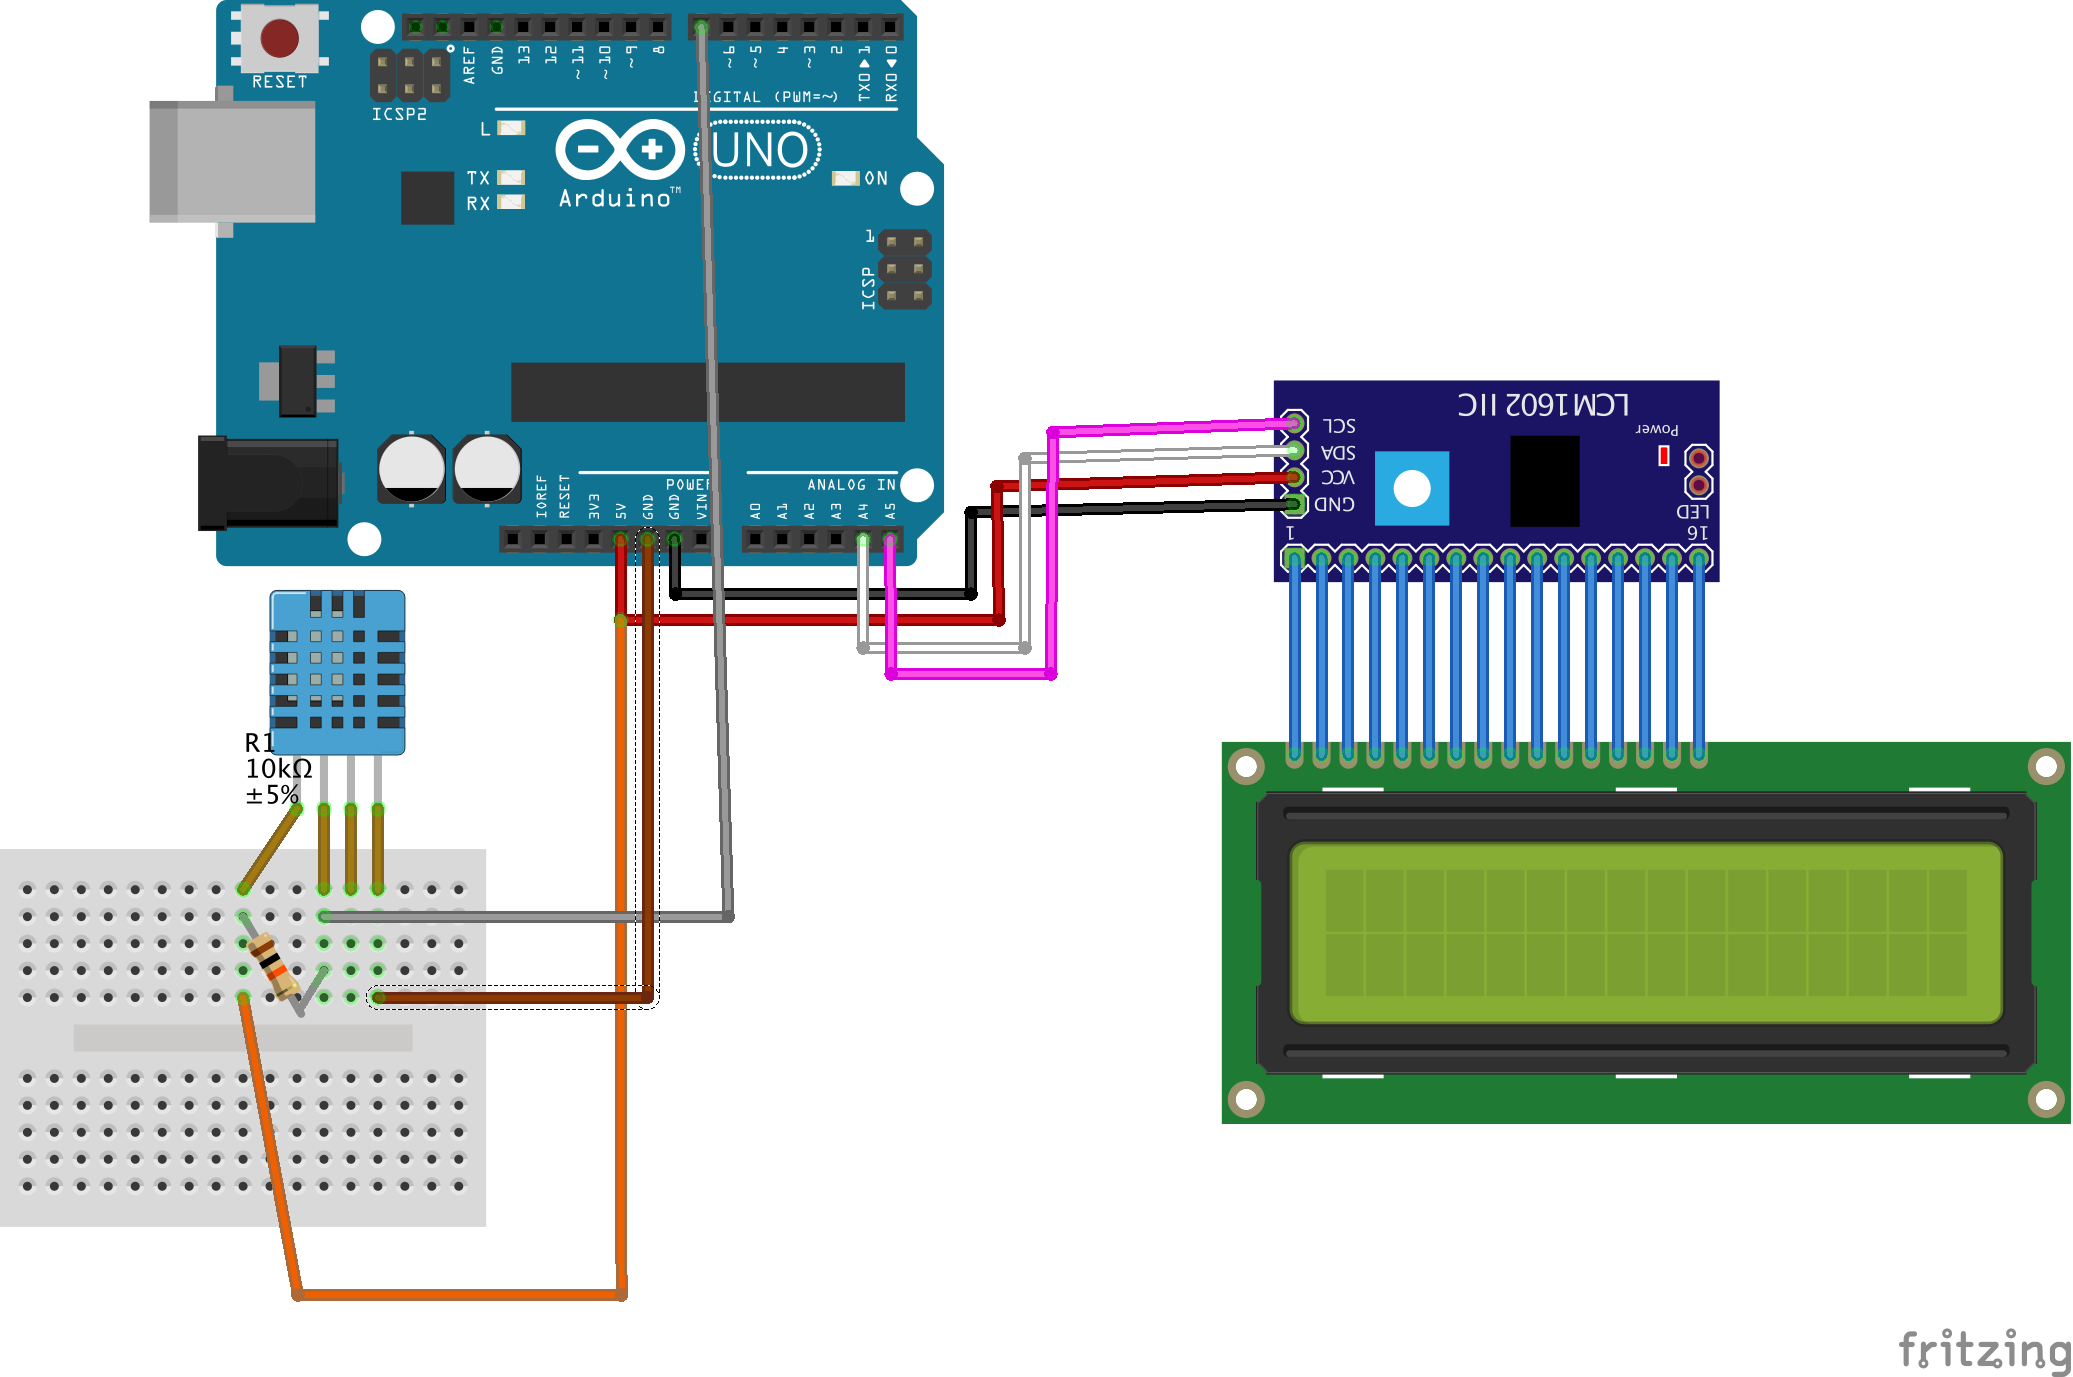 RESET
ICSP2
AREF
GND
13
12
~11
~10
~9
8
~6
~5
4
~3
2
TX0▶1
RX0◀0
DIGITAL (PWM=~)
L
TX
RX
Arduino™
UNO
ON
1
ICSP
IOREF
RESET
3V3
5V
GND
GND
VIN
POWER
ANALOG IN
A0
A1
A2
A3
A4
A5
LCM1602 IIC
SCL
SDA
VCC
GND
Power
LED
1
16
R1
10kΩ
±5%
fritzing